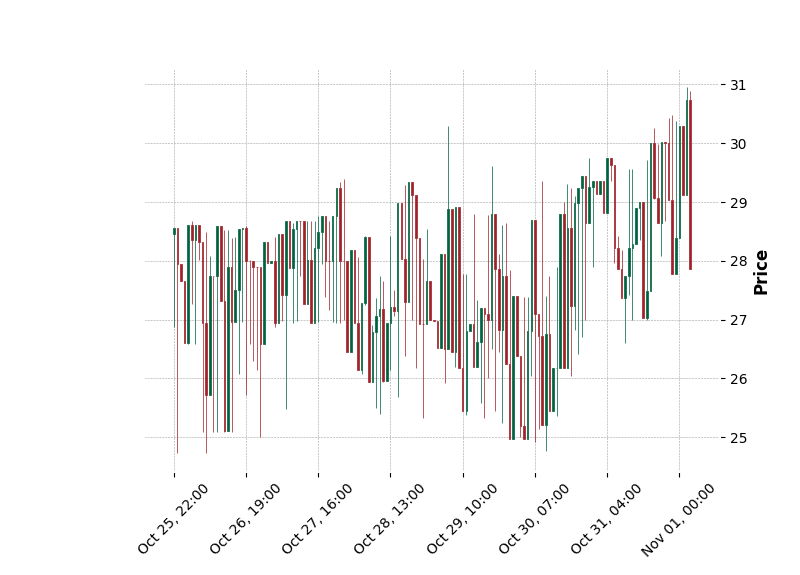 31
30
29
28
27
26
25
Price
Oct 25, 22:00
Oct 26, 19:00
Oct 27, 16:00
Oct 28, 13:00
Oct 29, 10:00
Oct 30, 07:00
Oct 31, 04:00
Nov 01, 00:00